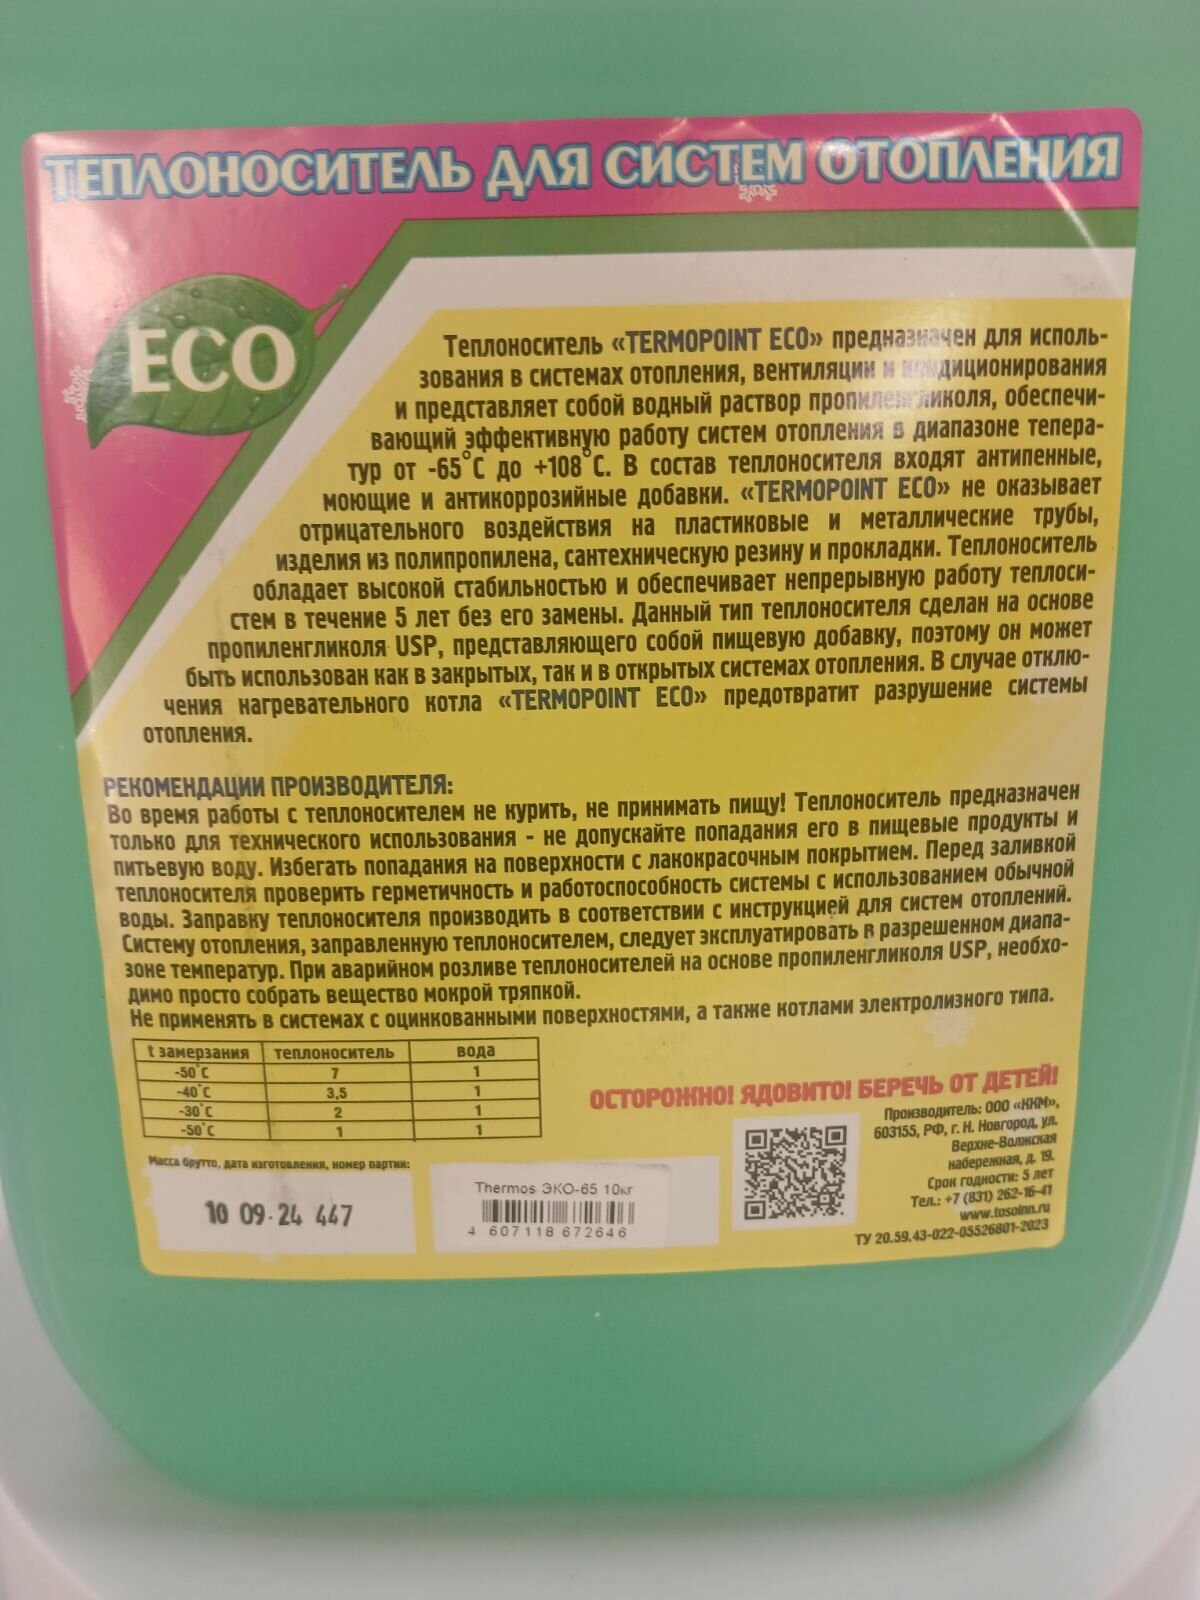 ТЕПЛОНОСИТЕЛЬ ДЛЯ СИСТЕМ ОТОПЛЕНИЯ
ECO
Теплоноситель «TERMOPOINT ECO» предназначен для исполь-
зования в системах отопления, вентиляции и кондиционирования
и представляет собой водный раствор пропиленгликоля, обеспечи-
вающий эффективную работу систем отопления в диапазоне тепера-
тур от -65°С до +108°С. В состав теплоносителя входят антипенные,
моющие и антикоррозийные добавки. «TERMOPOINT ECO» не оказывает
отрицательного воздействия на пластиковые и металлические трубы,
изделия из полипропилена, сантехническую резину и прокладки. Теплоноситель
обладает высокой стабильностью и обеспечивает непрерывную работу теплоси-
стем в течение 5 лет без его замены. Данный тип теплоносителя сделан на основе
пропиленгликоля USP, представляющего собой пищевую добавку, поэтому он может
быть использован как в закрытых, так и в открытых системах отопления. В случае отклю-
чения нагревательного котла «TERMOPOINT ECO» предотвратит разрушение системы
отопления.
РЕКОМЕНДАЦИИ ПРОИЗВОДИТЕЛЯ:
Во время работы с теплоносителем не курить, не принимать пищу! Теплоноситель предназначен
только для технического использования - не допускайте попадания его в пищевые продукты и
питьевую воду. Избегать попадания на поверхности с лакокрасочным покрытием. Перед заливкой
теплоносителя проверить герметичность и работоспособность системы с использованием обычной
воды. Заправку теплоносителя производить в соответствии с инструкцией для систем отоплений.
Систему отопления, заправленную теплоносителем, следует эксплуатировать в разрешенном диапа-
зоне температур. При аварийном розливе теплоносителей на основе пропиленгликоля USP, необхо-
димо просто собрать вещество мокрой тряпкой.
Не применять в системах с оцинкованными поверхностями, а также котлами электролизного типа.
t замерзания теплоноситель вода
-50°С 7 1
-40°С 3,5 1
-30°С 2 1
-50°С 1 1
ОСТОРОЖНО! ЯДОВИТО! БЕРЕЧЬ ОТ ДЕТЕЙ!
Производитель: ООО «ККМ»,
603155, РФ, г. Н. Новгород, ул.
Верхне-Волжская
набережная, д. 19.
Срок годности: 5 лет
Тел.: +7 (831) 262-16-41
www.tosolnn.ru
ТУ 20.59.43-022-05526801-2023
Масса брутто, дата изготовления, номер партии:
10 09.24 447
Thermos ЭКО-65 10кг
4 607118 672646